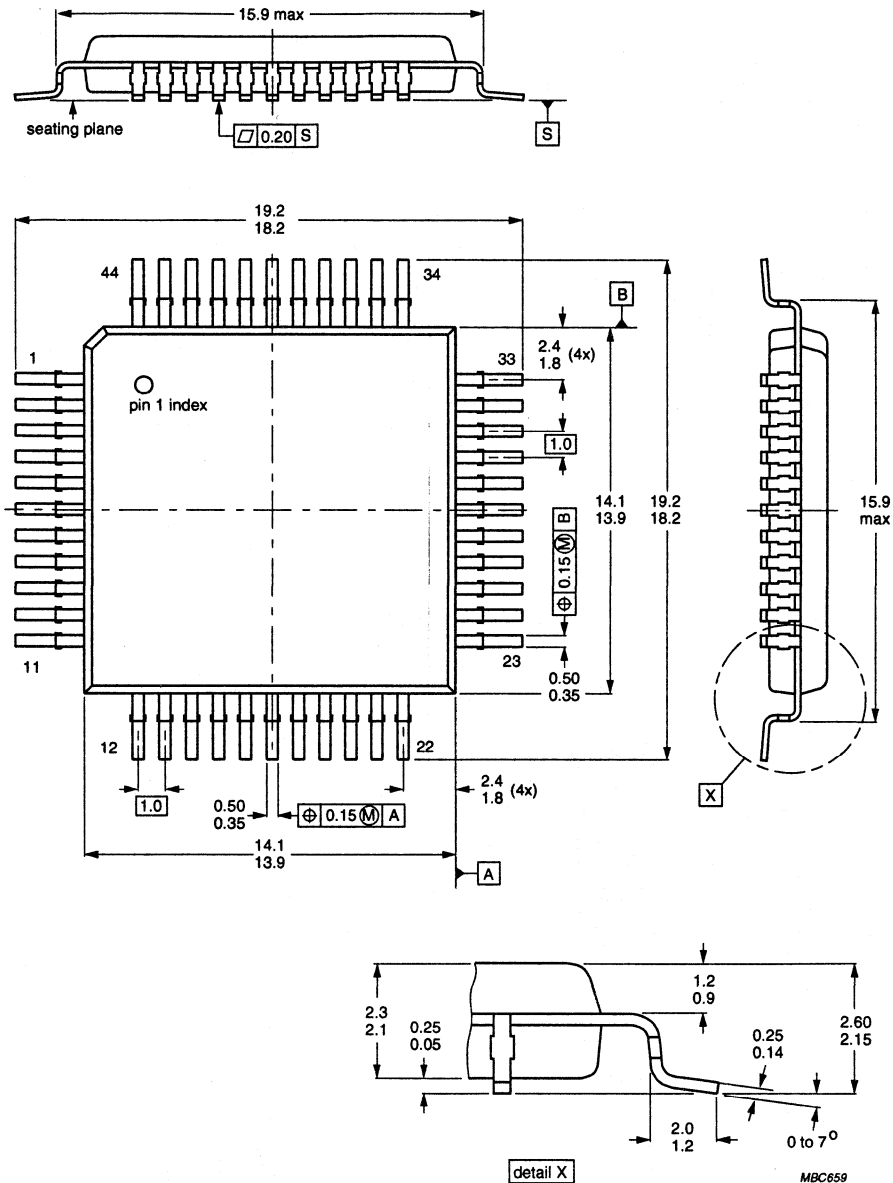 15.9 max
seating plane
0.20 S
S
19.2
18.2
44
34
B
1
33
2.4
1.8 (4x)
pin 1 index
1.0
14.1
13.9
19.2
18.2
15.9
max
0.15 M B
11
23
0.50
0.35
12
22
1.0
0.50
0.35
0.15 M A
2.4
1.8 (4x)
X
14.1
13.9
A
2.3
2.1
0.25
0.05
1.2
0.9
2.60
2.15
0.25
0.14
2.0
1.2
0 to 7°
detail X
MBC659